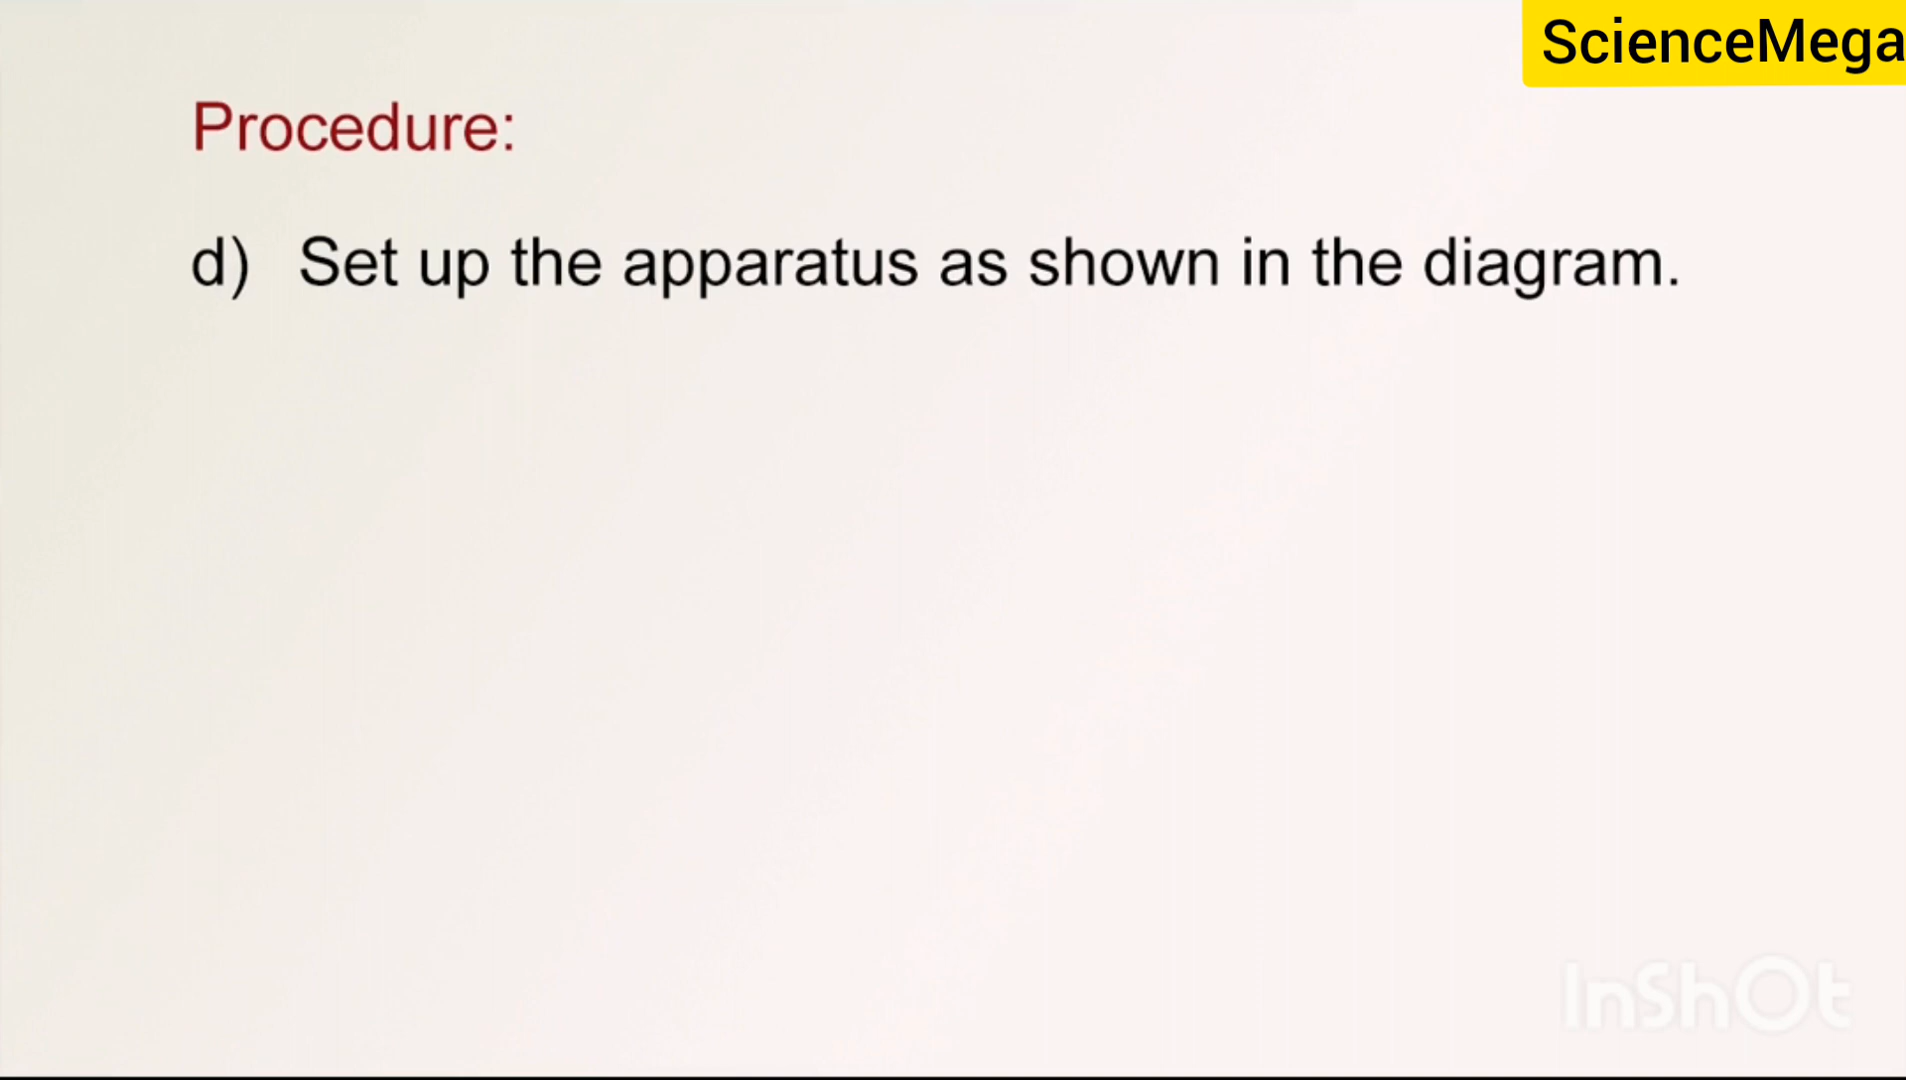 ScienceMega
Procedure:
d) Set up the apparatus as shown in the diagram.
InShOt